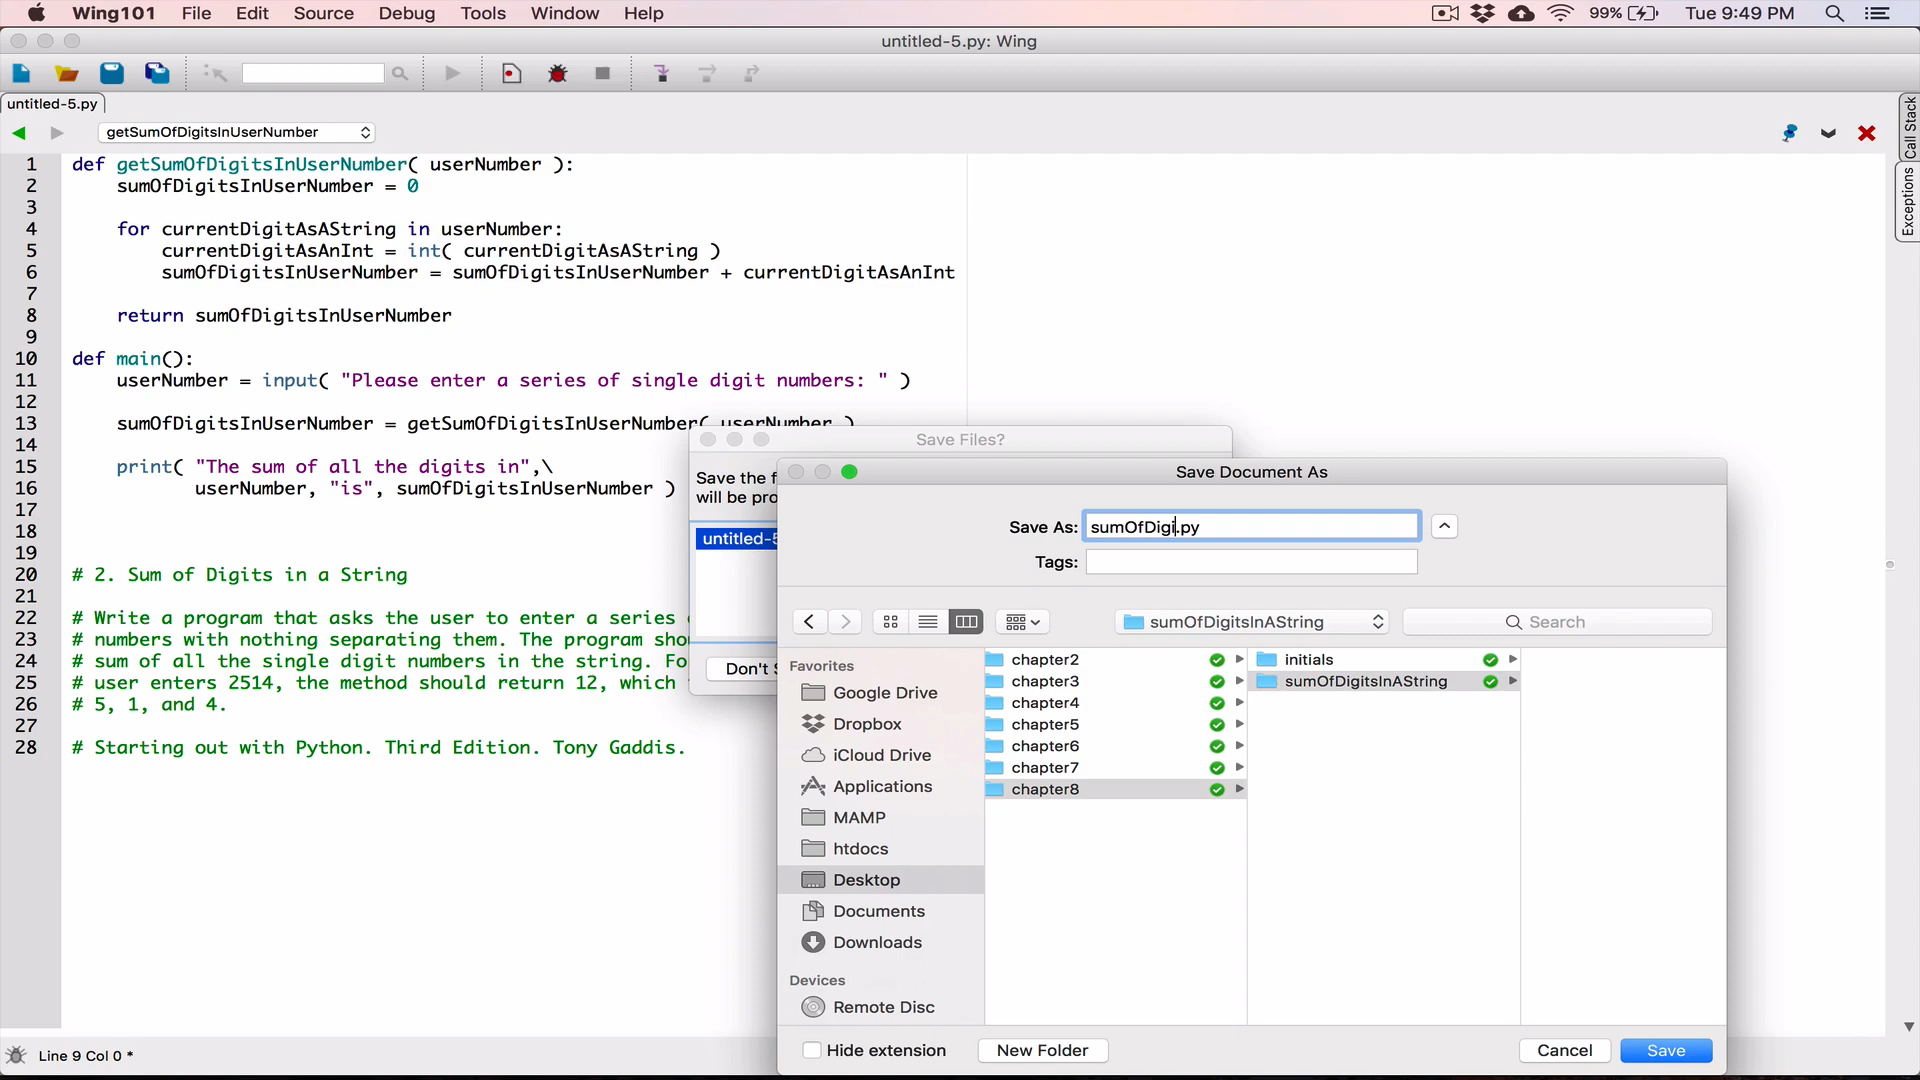 Wing101 File Edit Source Debug Tools Window Help 99% Tue 9:49 PM
untitled-5.py: Wing
untitled-5.py
getSumOfDigitsInUserNumber
Call Stack
Exceptions
1 def getSumOfDigitsInUserNumber( userNumber ):
2 sumOfDigitsInUserNumber = 0
3
4 for currentDigitAsAString in userNumber:
5 currentDigitAsAnInt = int( currentDigitAsAString )
6 sumOfDigitsInUserNumber = sumOfDigitsInUserNumber + currentDigitAsAnInt
7
8 return sumOfDigitsInUserNumber
9
10 def main():
11 userNumber = input( "Please enter a series of single digit numbers: " )
12
13 sumOfDigitsInUserNumber = getSumOfDigitsInUserNumber( userNumber )
14
15 print( "The sum of all the digits in",\
16 userNumber, "is", sumOfDigitsInUserNumber )
17
18
19
20 # 2. Sum of Digits in a String
21
22 # Write a program that asks the user to enter a series
23 # numbers with nothing separating them. The program
24 # sum of all the single digit numbers in the string.
25 # user enters 2514, the method should return 12, which
26 # 5, 1, and 4.
27
28 # Starting out with Python. Third Edition. Tony Gaddis.
Line 9 Col 0 *
Save Files?
Save the
will be
untitled-5
Don't
Save Document As
Save As: sumOfDigi.py
Tags:
sumOfDigitsInAString
Search
Favorites
Google Drive
Dropbox
iCloud Drive
Applications
MAMP
htdocs
Desktop
Documents
Downloads
Devices
Remote Disc
chapter2
chapter3
chapter4
chapter5
chapter6
chapter7
chapter8
initials
sumOfDigitsInAString
Hide extension
New Folder
Cancel
Save